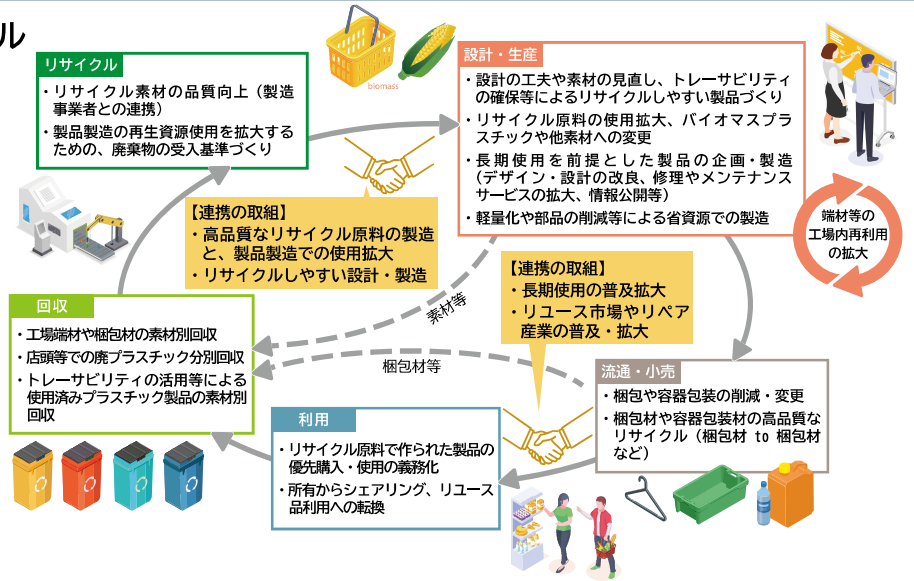 ル
リサイクル
・リサイクル素材の品質向上（製造
事業者との連携）
・製品製造の再生資源使用を拡大する
ための、廃棄物の受入基準づくり
biomass
設計・生産
・設計の工夫や素材の見直し、トレーサビリティ
の確保等によるリサイクルしやすい製品づくり
・リサイクル原料の使用拡大、バイオマスプラ
スチックや他素材への変更
・長期使用を前提とした製品の企画・製造
（デザイン・設計の改良、修理やメンテナンス
サービスの拡大、情報公開等）
・軽量化や部品の削減等による省資源での製造
端材等の
工場内再利用
の拡大
【連携の取組】
・高品質なリサイクル原料の製造
と、製品製造での使用拡大
・リサイクルしやすい設計・製造
【連携の取組】
・長期使用の普及拡大
・リユース市場やリペア
産業の普及・拡大
素材等
梱包材等
回収
・工場端材や梱包材の素材別回収
・店頭等での廃プラスチック分別回収
・トレーサビリティの活用等による
使用済みプラスチック製品の素材別
回収
流通・小売
・梱包や容器包装の削減・変更
・梱包材や容器包装材の高品質な
リサイクル（梱包材 to 梱包材
など）
利用
・リサイクル原料で作られた製品の
優先購入・使用の義務化
・所有からシェアリング、リユース
品利用への転換